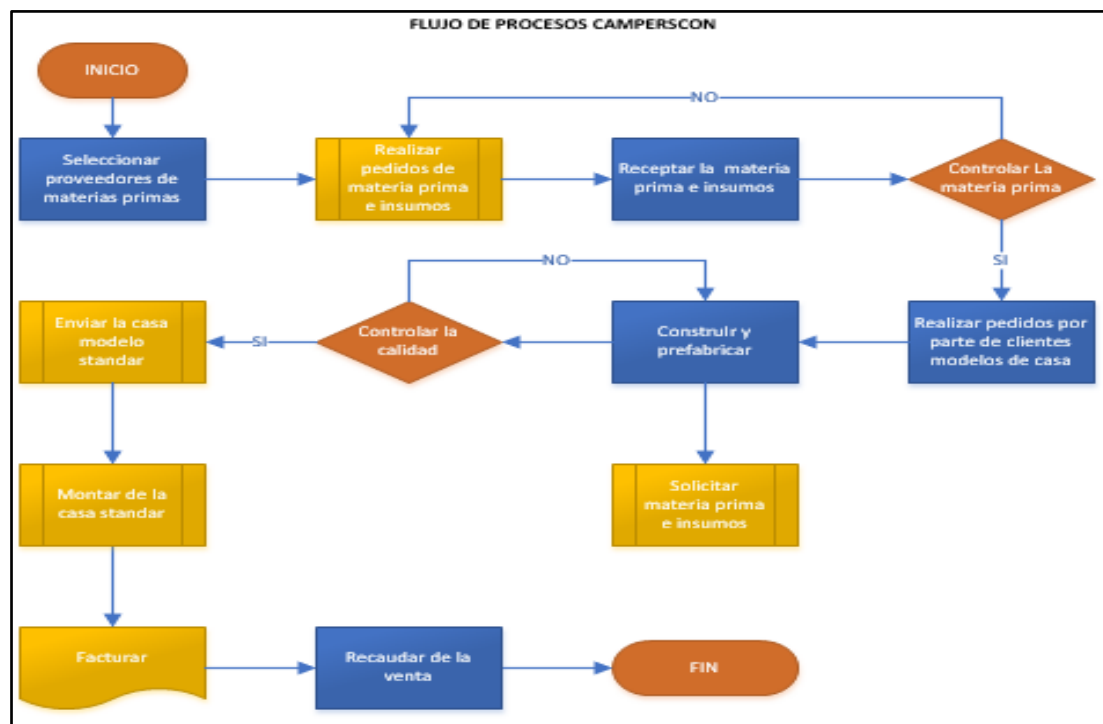 FLUJO DE PROCESOS CAMPERSCON
INICIO
NO
Seleccionar
proveedores de
materias primas
Realizar
pedidos de
materia prima
e insumos
Receptar la materia
prima e insumos
Controlar La
materia prima
SI
NO
Enviar la casa
modelo
standar
SI
Controlar la
calidad
Construir y
prefabricar
Realizar pedidos por
parte de clientes
modelos de casa
Montar de la
casa standar
Solicitar
materia prima
e insumos
Facturar
Recaudar de la
venta
FIN